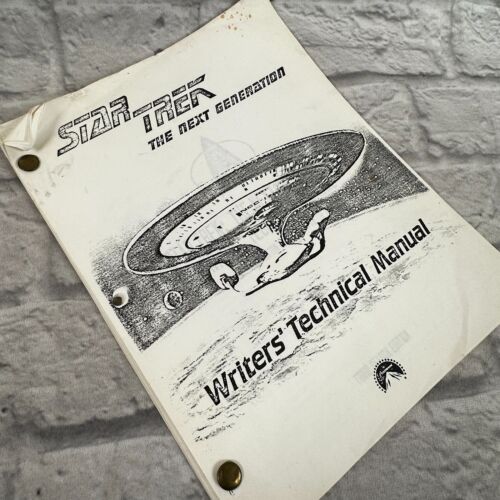 STAR TREK
THE NEXT GENERATION
Writers' Technical Manual